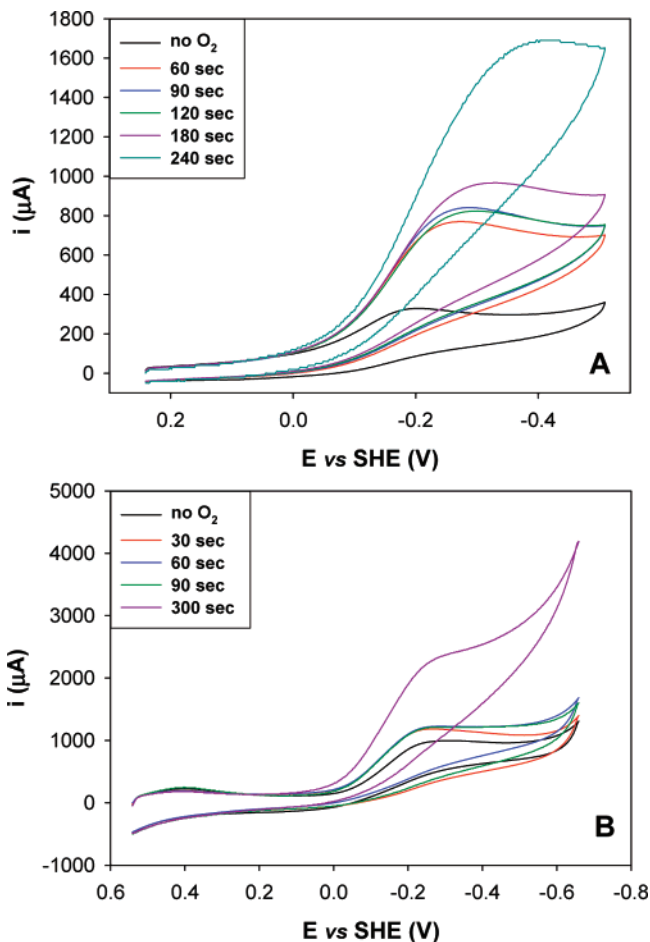 1800
1600
1400
1200
1000
800
600
400
200
0
i (μA)
no O₂
60 sec
90 sec
120 sec
180 sec
240 sec
A
0.2 0.0 -0.2 -0.4
E vs SHE (V)
5000
4000
3000
2000
1000
0
-1000
i (μA)
no O₂
30 sec
60 sec
90 sec
300 sec
B
0.6 0.4 0.2 0.0 -0.2 -0.4 -0.6 -0.8
E vs SHE (V)